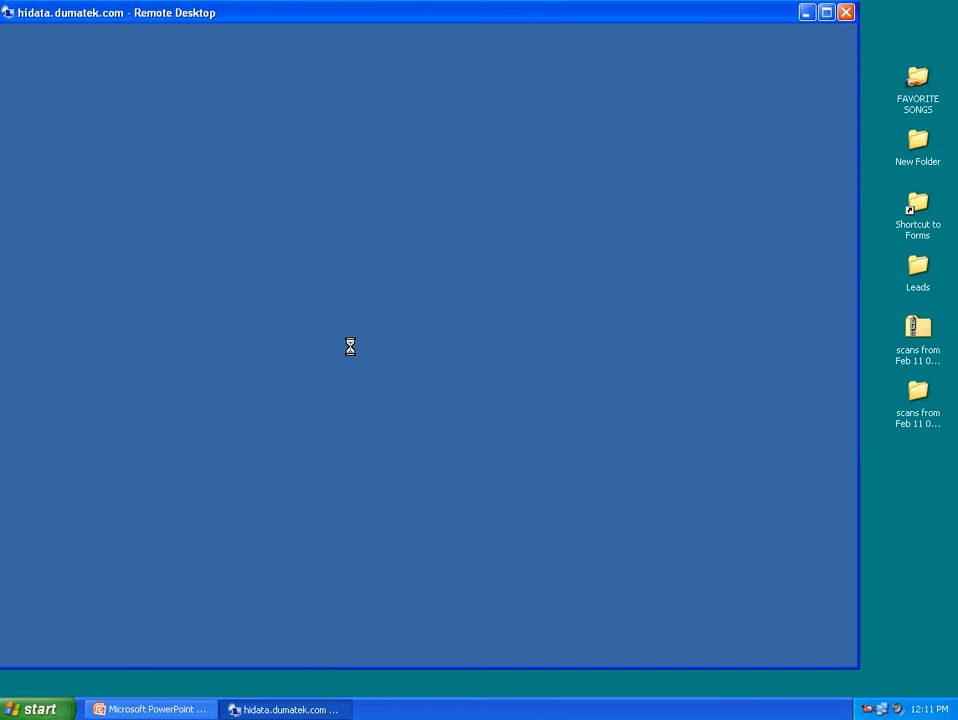 hidata.dumatek.com - Remote Desktop
FAVORITE
SONGS
New Folder
Shortcut to
Forms
Leads
scans from
Feb 11 0...
scans from
Feb 11 0...
start
Microsoft PowerPoint ...
hidata.dumatek.com ...
12:11 PM